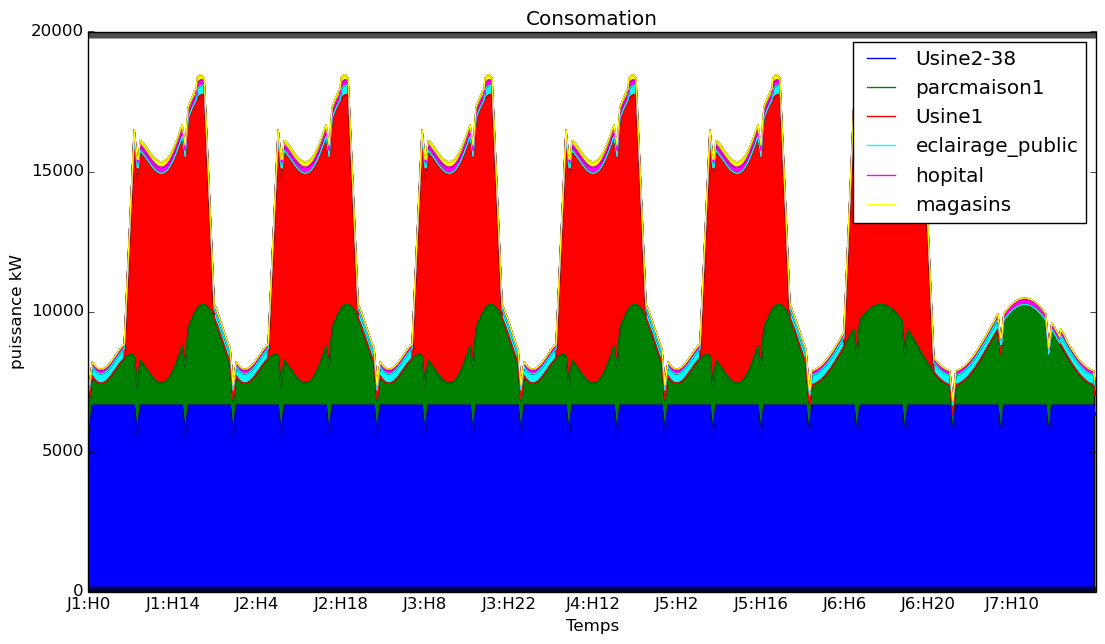 Consomation
20000
15000
10000
5000
0
puissance kW
Usine2-38
parcmaison1
Usine1
eclairage_public
hopital
magasins
J1:H0 J1:H14 J2:H4 J2:H18 J3:H8 J3:H22 J4:H12 J5:H2 J5:H16 J6:H6 J6:H20 J7:H10
Temps